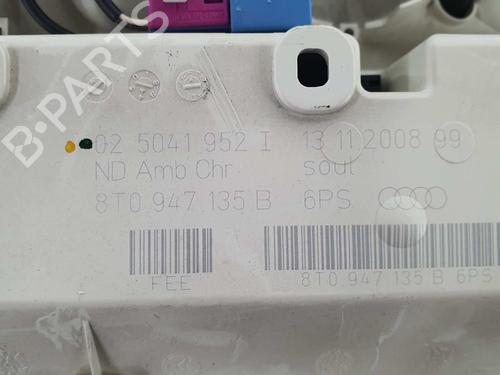 B-PARTS
02 5041 952 I 13 11 2008 99
ND Amb Chr soul
8T0 947 135 B 6PS
FEE 8T0 947 135 B 6PS